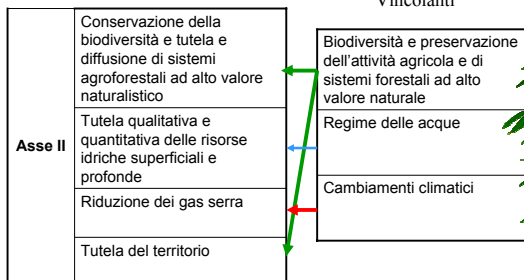 Vincolanti
Asse II
Conservazione della
biodiversità e tutela e
diffusione di sistemi
agroforestali ad alto valore
naturalistico
Tutela qualitativa e
quantitativa delle risorse
idriche superficiali e
profonde
Riduzione dei gas serra
Tutela del territorio
Biodiversità e preservazione
dell'attività agricola e di
sistemi forestali ad alto
valore naturale
Regime delle acque
Cambiamenti climatici